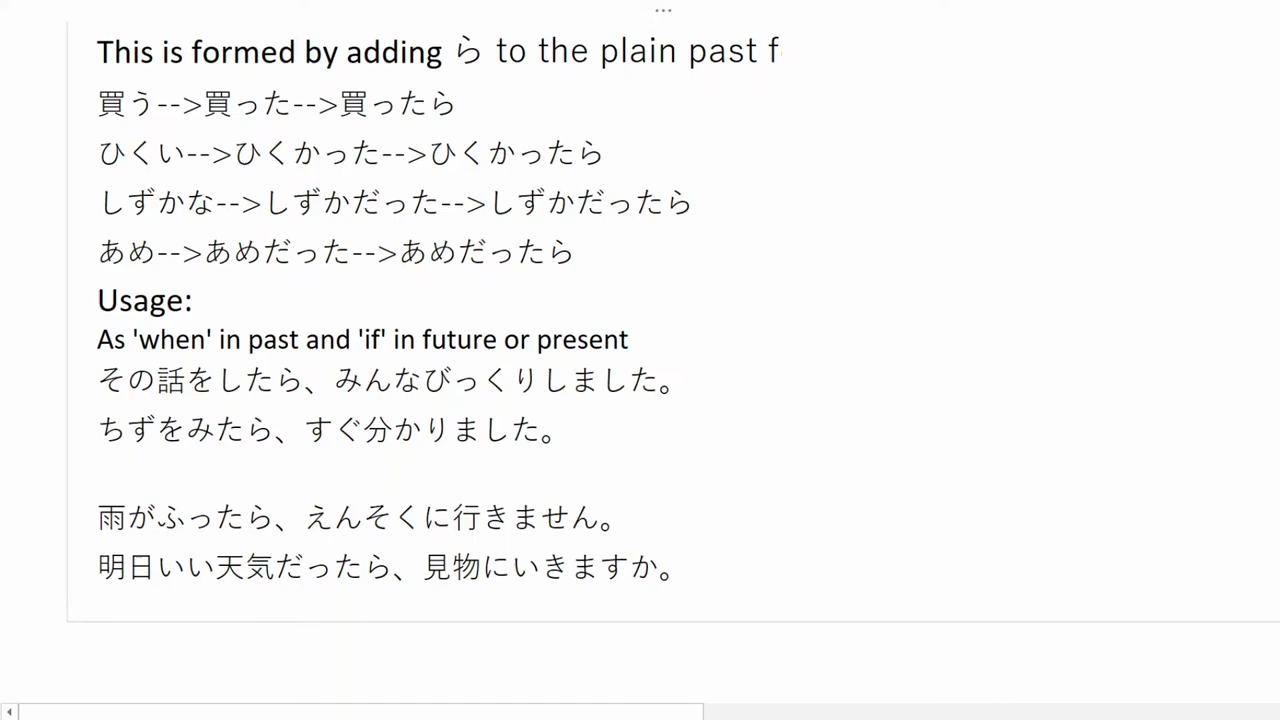 This is formed by adding ら to the plain past f
買う-->買った-->買ったら
ひくい-->ひくかった-->ひくかったら
しずかな-->しずかだった-->しずかだったら
あめ-->あめだった-->あめだったら
Usage:
As 'when' in past and 'if' in future or present
その話をしたら、みんなびっくりしました。
ちずをみたら、すぐ分かりました。
雨がふったら、えんそくに行きません。
明日いい天気だったら、見物にいきますか。